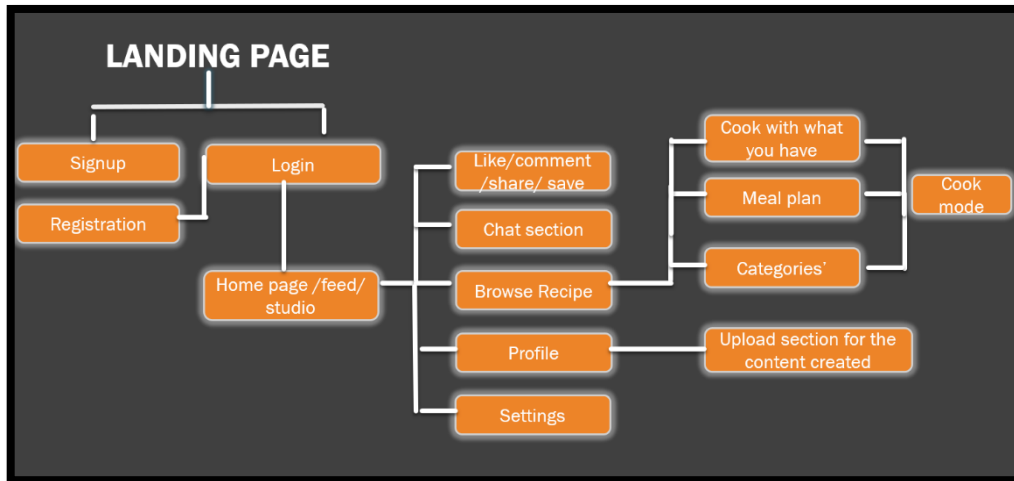 LANDING PAGE
Signup
Login
Registration
Home page /feed/
studio
Like/comment
/share/ save
Chat section
Browse Recipe
Profile
Settings
Cook with what
you have
Meal plan
Categories’
Upload section for the
content created
Cook
mode